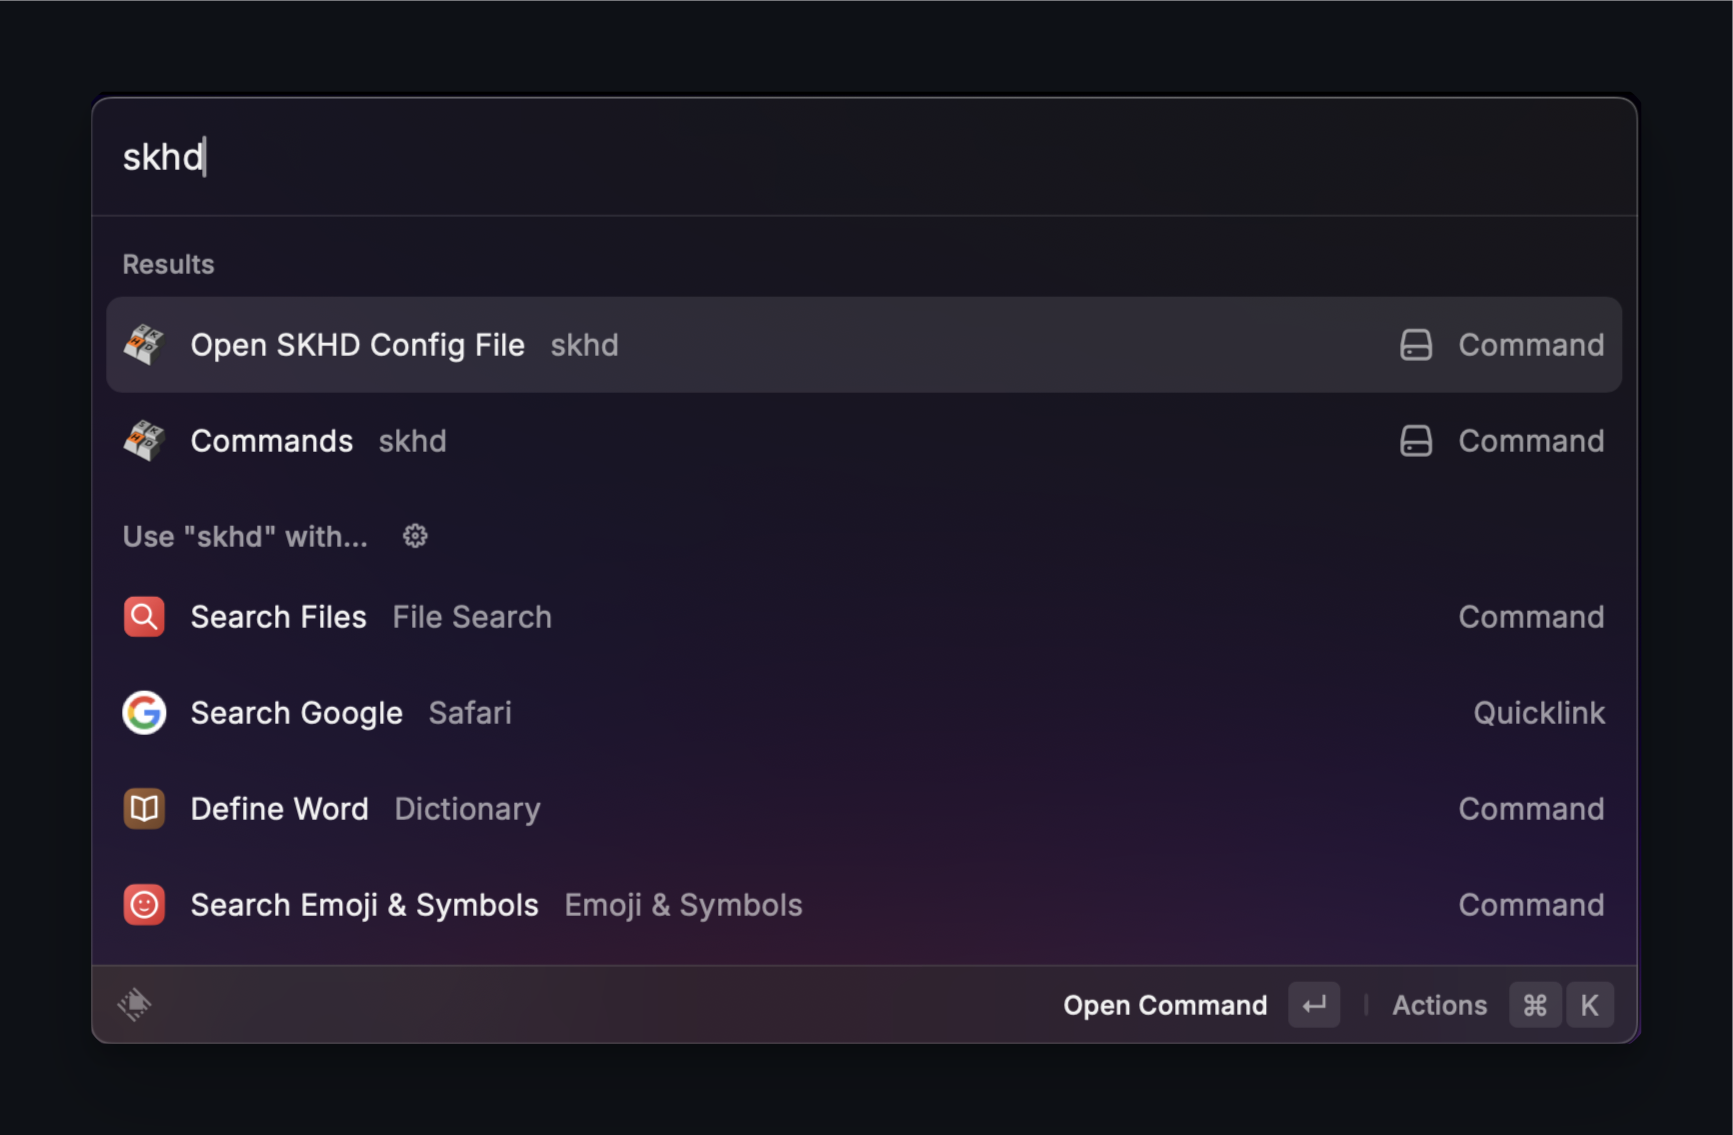 skhd
Results
Open SKHD Config File skhd Command
Commands skhd Command
Use "skhd" with...
Search Files File Search Command
Search Google Safari Quicklink
Define Word Dictionary Command
Search Emoji & Symbols Emoji & Symbols Command
Open Command ↵ | Actions ⌘ K